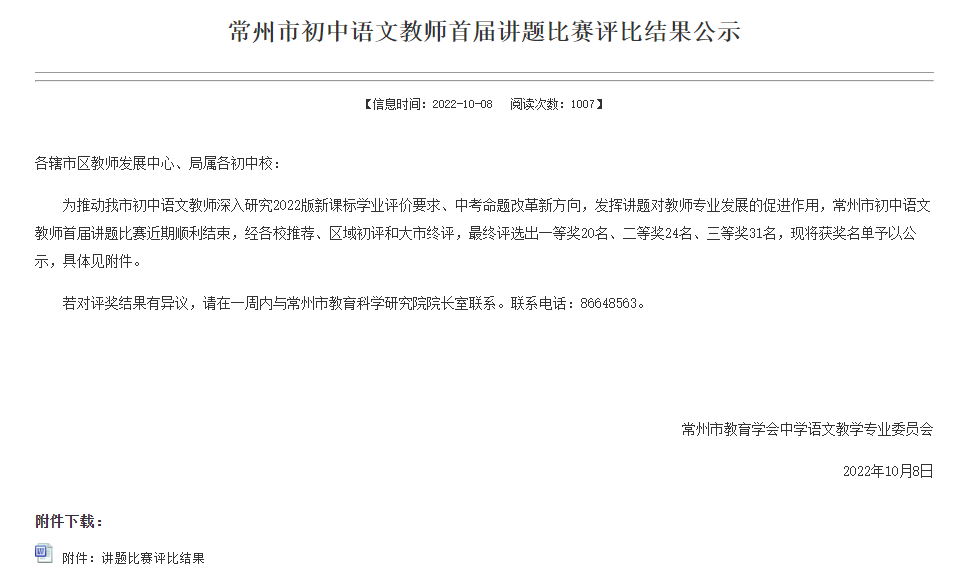 常州市初中语文教师首届讲题比赛评比结果公示
【信息时间：2022-10-08 阅读次数：1007】
各辖市区教师发展中心、局属各初中校：
为推动我市初中语文教师深入研究2022版新课标学业评价要求、中考命题改革新方向，发挥讲题对教师专业发展的促进作用，常州市初中语文
教师首届讲题比赛近期顺利结束，经各校推荐、区域初评和大市终评，最终评选出一等奖20名、二等奖24名、三等奖31名，现将获奖名单予以公
示，具体见附件。
若对评奖结果有异议，请在一周内与常州市教育科学研究院院长室联系。联系电话：86648563。
常州市教育学会中学语文教学专业委员会
2022年10月8日
附件下载：
附件：讲题比赛评比结果